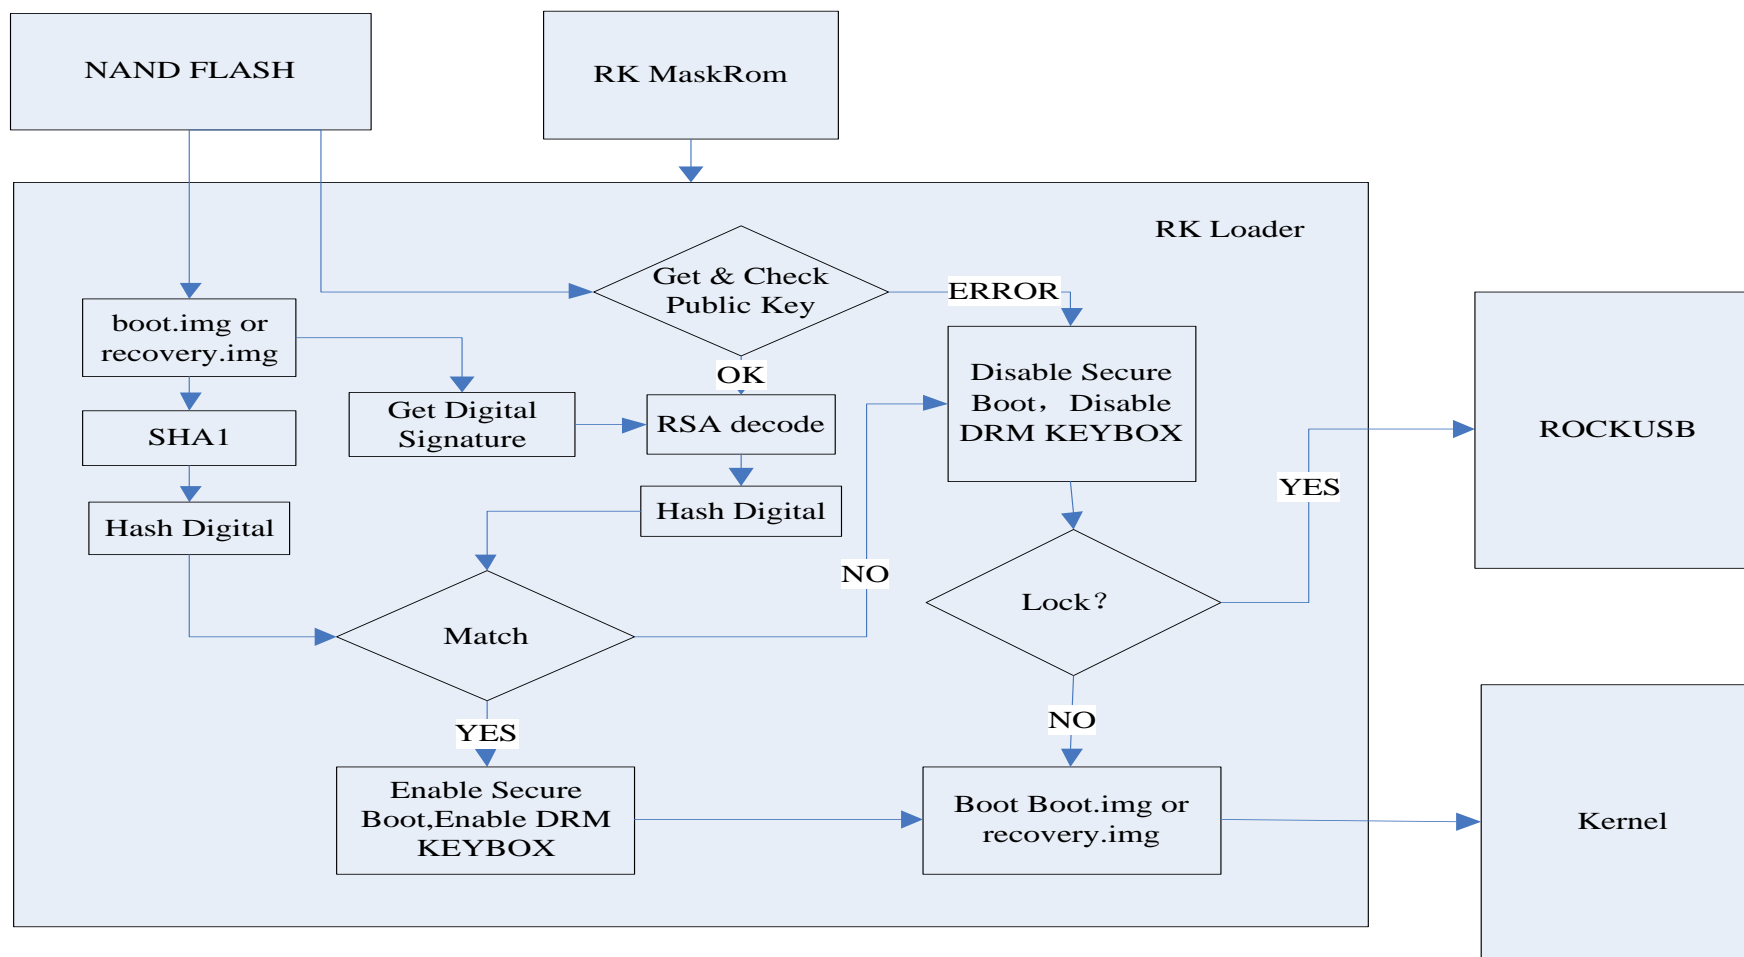 NAND FLASH
RK MaskRom
RK Loader
Get & Check
Public Key
ERROR
boot.img or
recovery.img
OK
Disable Secure
Boot，Disable
DRM KEYBOX
Get Digital
Signature
RSA decode
SHA1
ROCKUSB
YES
Hash Digital
Hash Digital
NO
Lock？
Match
NO
YES
Enable Secure
Boot,Enable DRM
KEYBOX
Boot Boot.img or
recovery.img
Kernel